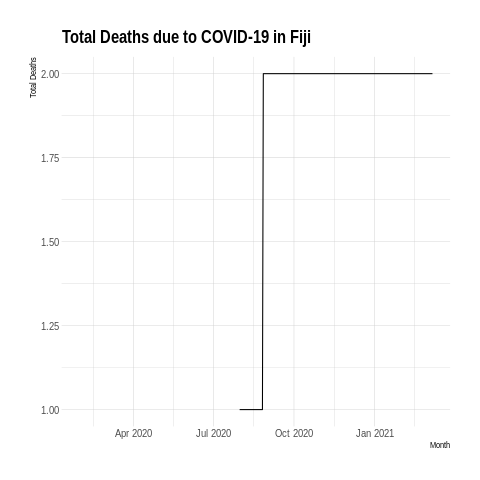 Total Deaths due to COVID-19 in Fiji
Total Deaths
2.00
1.75
1.50
1.25
1.00
Apr 2020
Jul 2020
Oct 2020
Jan 2021
Month